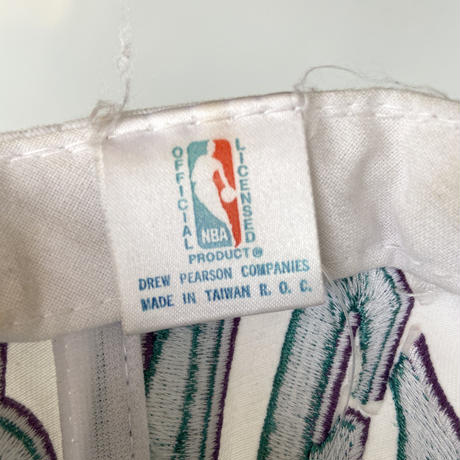 OFFICIAL
LICENSED
NBA
PRODUCT®
DREW PEARSON COMPANIES
MADE IN TAIWAN R. O. C.